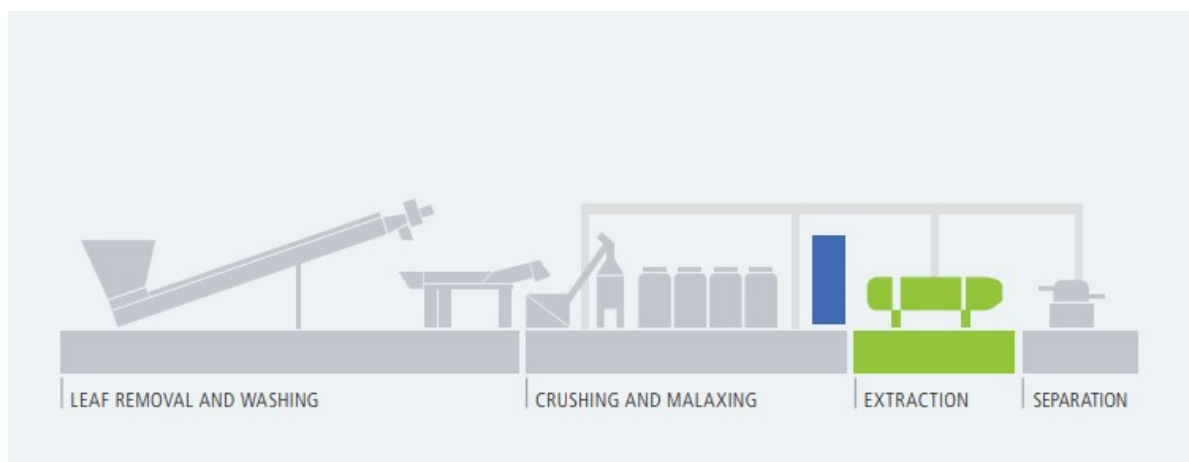 LEAF REMOVAL AND WASHING
CRUSHING AND MALAXING
EXTRACTION
SEPARATION